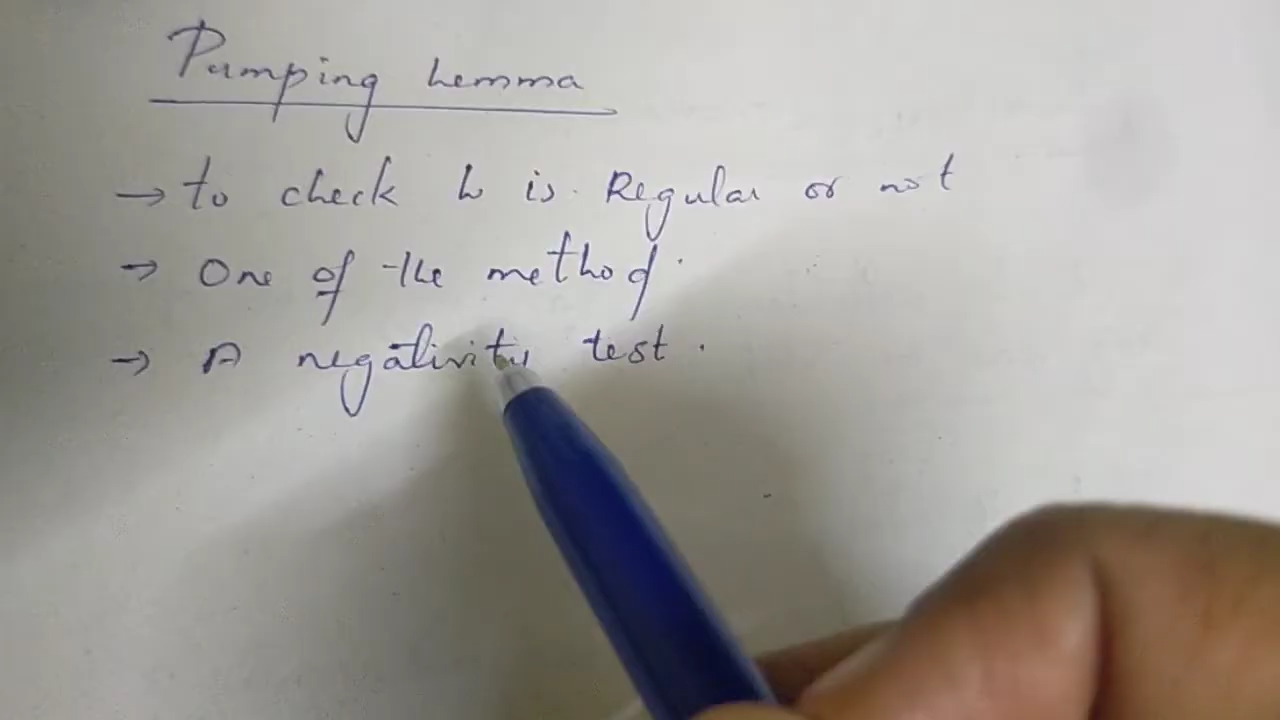 Pumping Lemma
→ to check L is Regular or not
→ One of the method.
→ A negativity test.